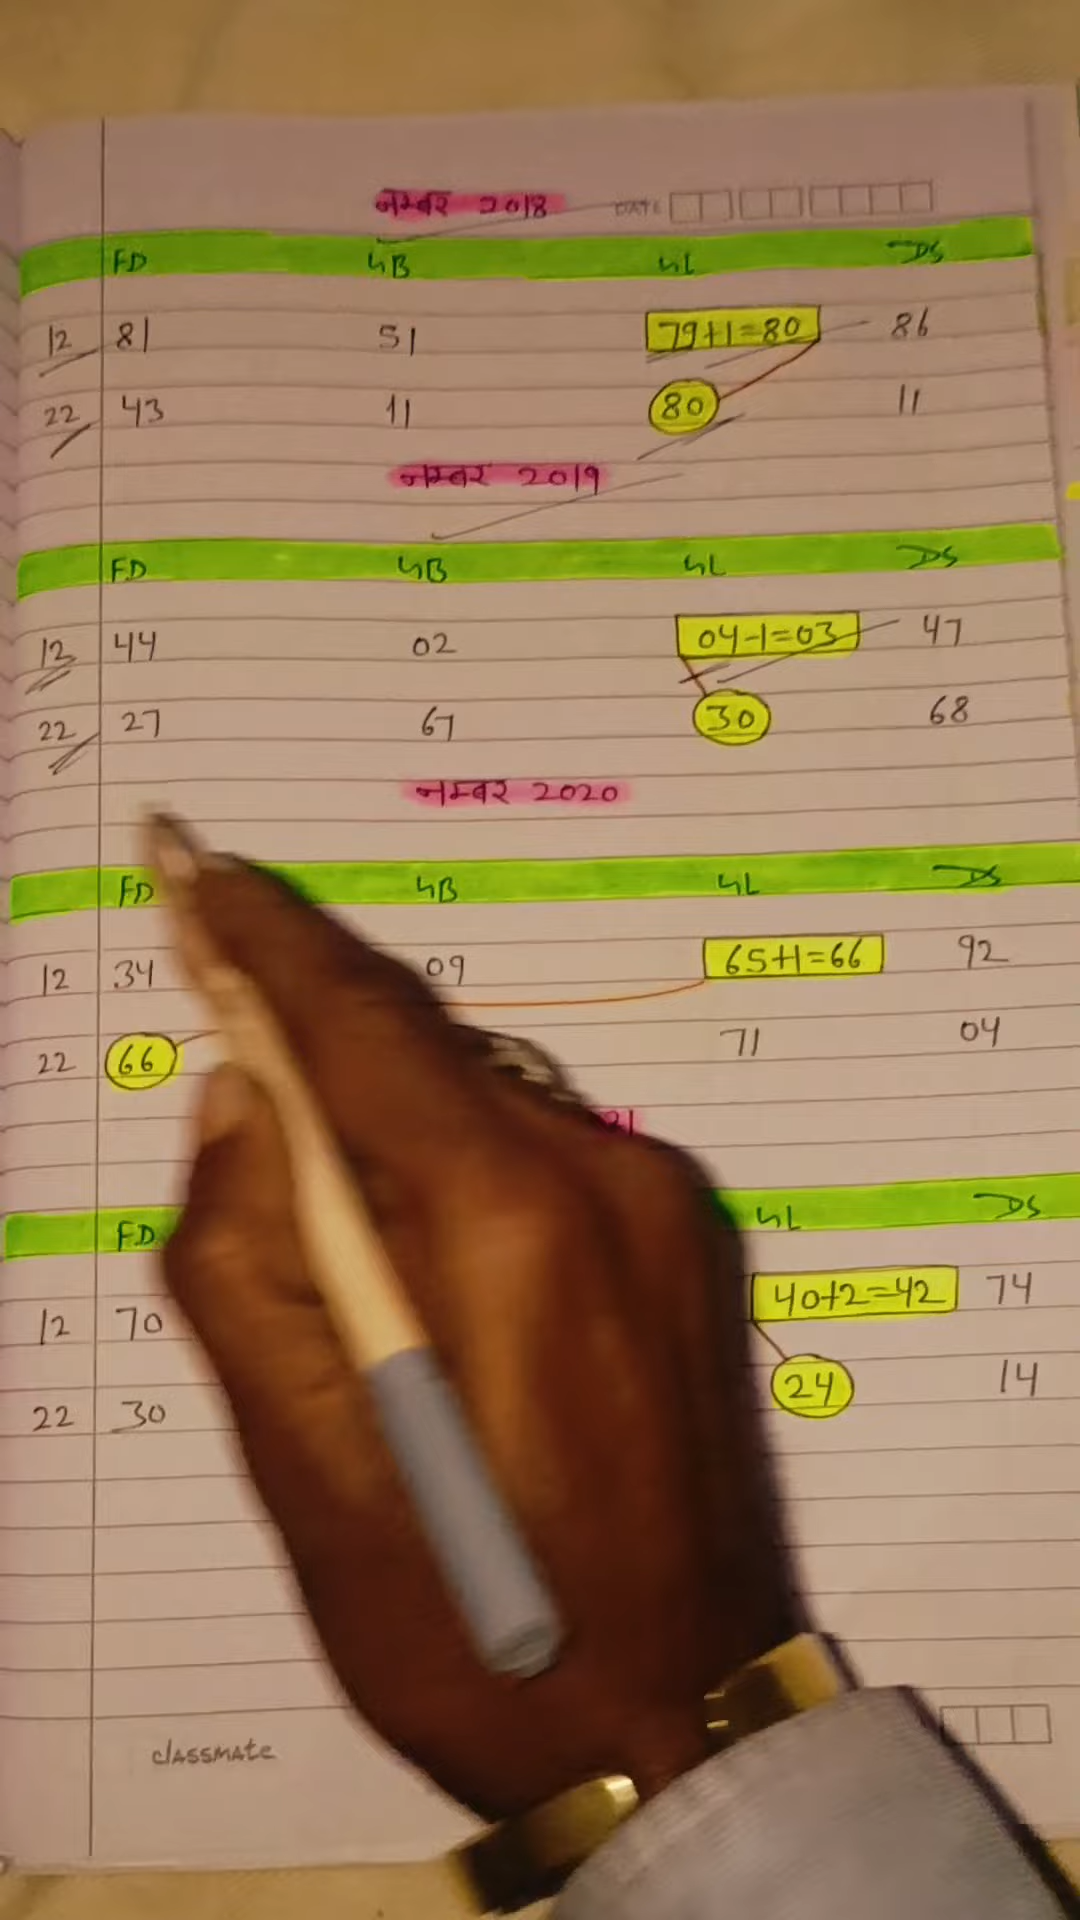 नम्बर 2018 DATE
FD GB GL DS
12 81 51 79+1=80 86
22 43 11 80 11
नम्बर 2019
FD GB GL DS
12 44 02 04-1=03 47
22 27 67 30 68
नम्बर 2020
FD GB GL DS
12 34 09 65+1=66 92
22 66 71 04
FD GL DS
12 70 40+2=42 74
22 30 24 14
classmate